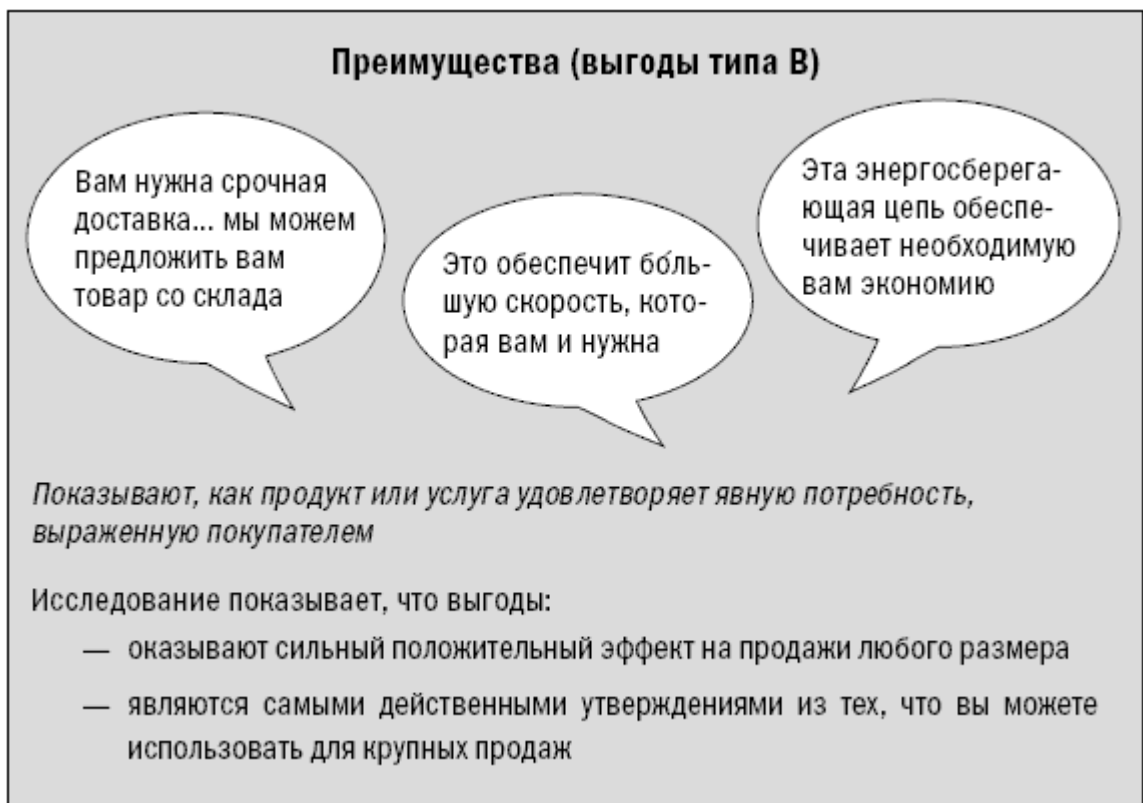 Преимущества (выгоды типа В)
Вам нужна срочная
доставка... мы можем
предложить вам
товар со склада
Это обеспечит бо́ль-
шую скорость, кото-
рая вам и нужна
Эта энергосберега-
ющая цепь обеспе-
чивает необходимую
вам экономию
Показывают, как продукт или услуга удовлетворяет явную потребность,
выраженную покупателем
Исследование показывает, что выгоды:
— оказывают сильный положительный эффект на продажи любого размера
— являются самыми действенными утверждениями из тех, что вы можете
использовать для крупных продаж